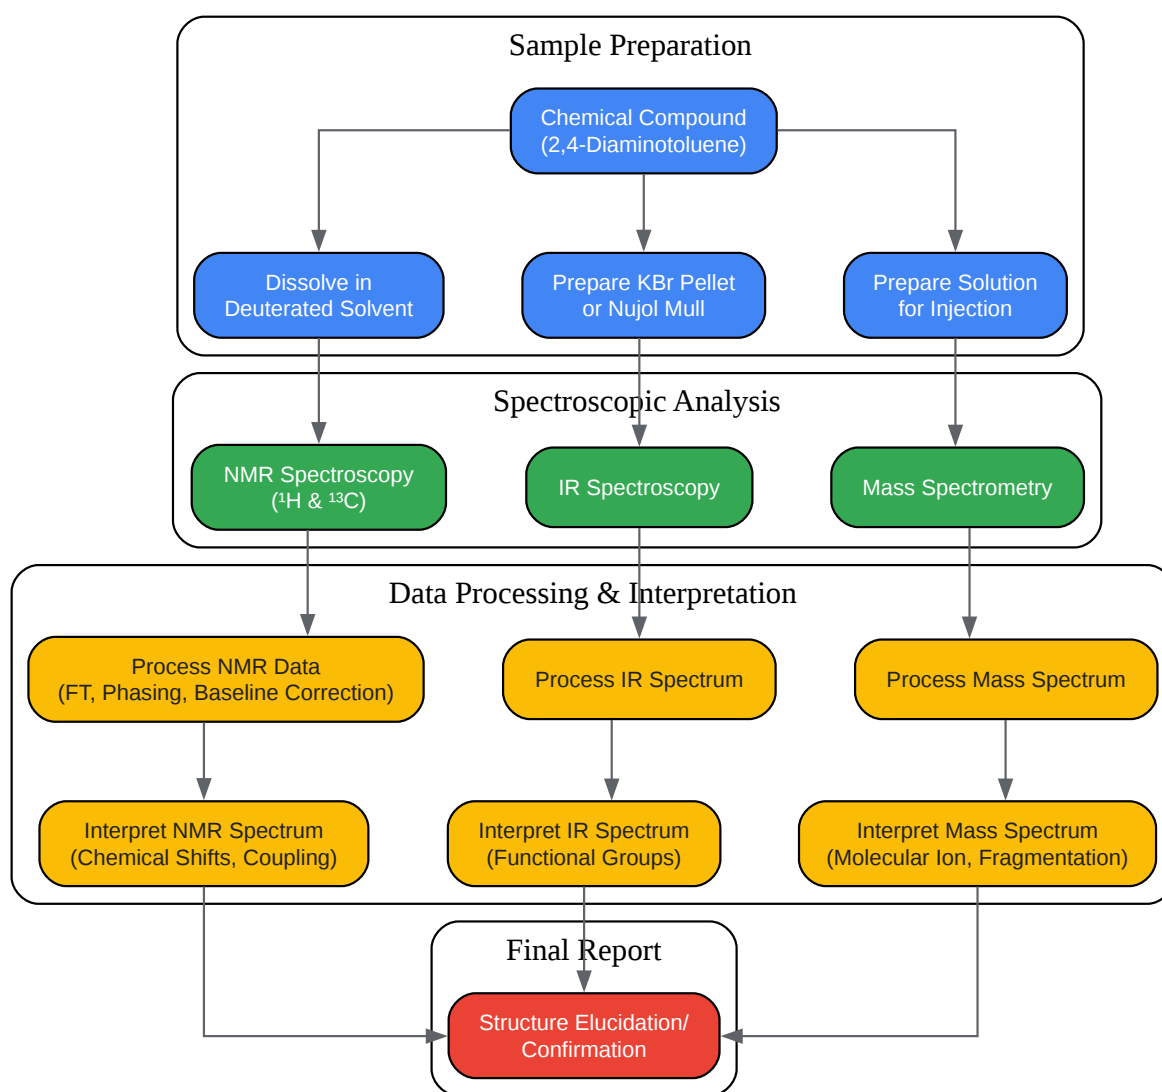 Sample Preparation
Chemical Compound
(2,4-Diaminotoluene)
Dissolve in
Deuterated Solvent
Prepare KBr Pellet
or Nujol Mull
Prepare Solution
for Injection
Spectroscopic Analysis
NMR Spectroscopy
(¹H & ¹³C)
IR Spectroscopy
Mass Spectrometry
Data Processing & Interpretation
Process NMR Data
(FT, Phasing, Baseline Correction)
Process IR Spectrum
Process Mass Spectrum
Interpret NMR Spectrum
(Chemical Shifts, Coupling)
Interpret IR Spectrum
(Functional Groups)
Interpret Mass Spectrum
(Molecular Ion, Fragmentation)
Final Report
Structure Elucidation/
Confirmation